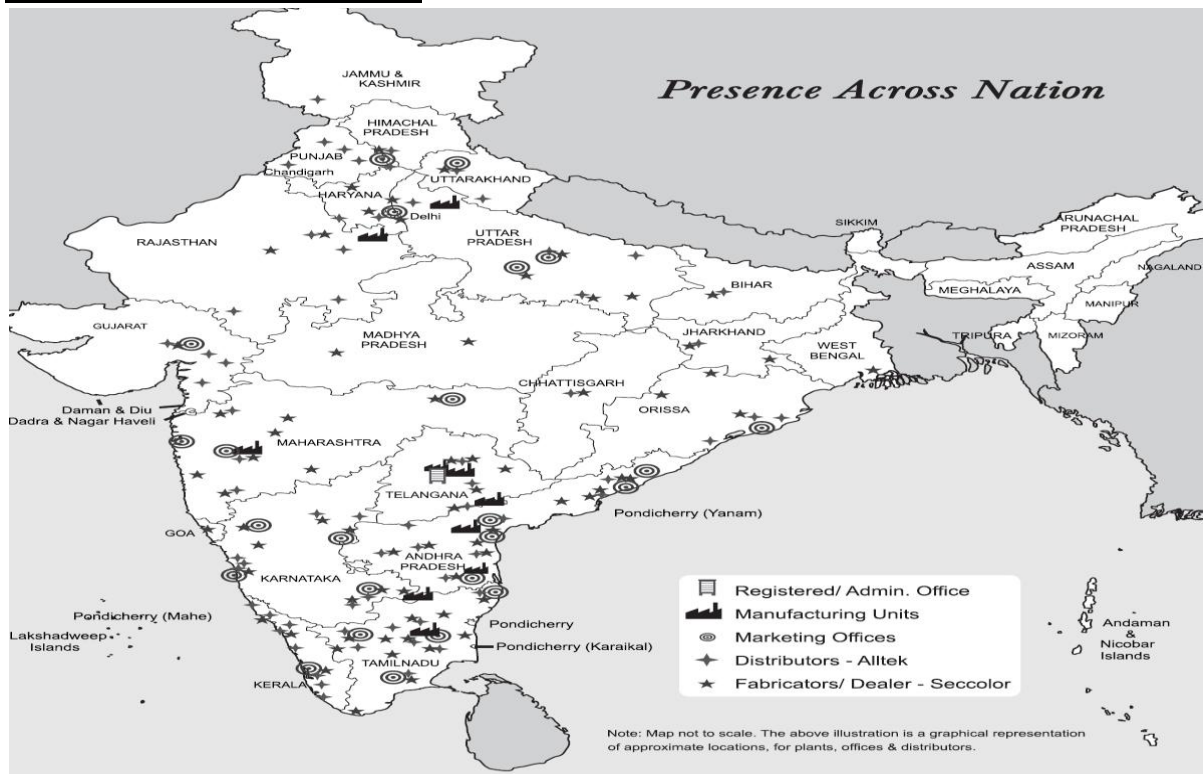 JAMMU &
KASHMIR
Presence Across Nation
HIMACHAL
PRADESH
PUNJAB
Chandigarh
UTTARAKHAND
HARYANA
Delhi
RAJASTHAN
UTTAR
PRADESH
SIKKIM
ARUNACHAL
PRADESH
ASSAM
NAGALAND
MEGHALAYA
BIHAR
MANIPUR
GUJARAT
MADHYA
PRADESH
JHARKHAND
WEST
BENGAL
TRIPURA
MIZORAM
CHHATTISGARH
ORISSA
Daman & Diu
Dadra & Nagar Haveli
MAHARASHTRA
TELANGANA
Pondicherry (Yanam)
GOA
ANDHRA
PRADESH
KARNATAKA
Pondicherry (Mahe)
Lakshadweep
Islands
Pondicherry
Pondicherry (Karaikal)
TAMILNADU
KERALA
Registered/ Admin. Office
Manufacturing Units
Marketing Offices
Distributors - Alltek
Fabricators/ Dealer - Seccolor
Andaman
&
Nicobar
Islands
Note: Map not to scale. The above illustration is a graphical representation
of approximate locations, for plants, offices & distributors.